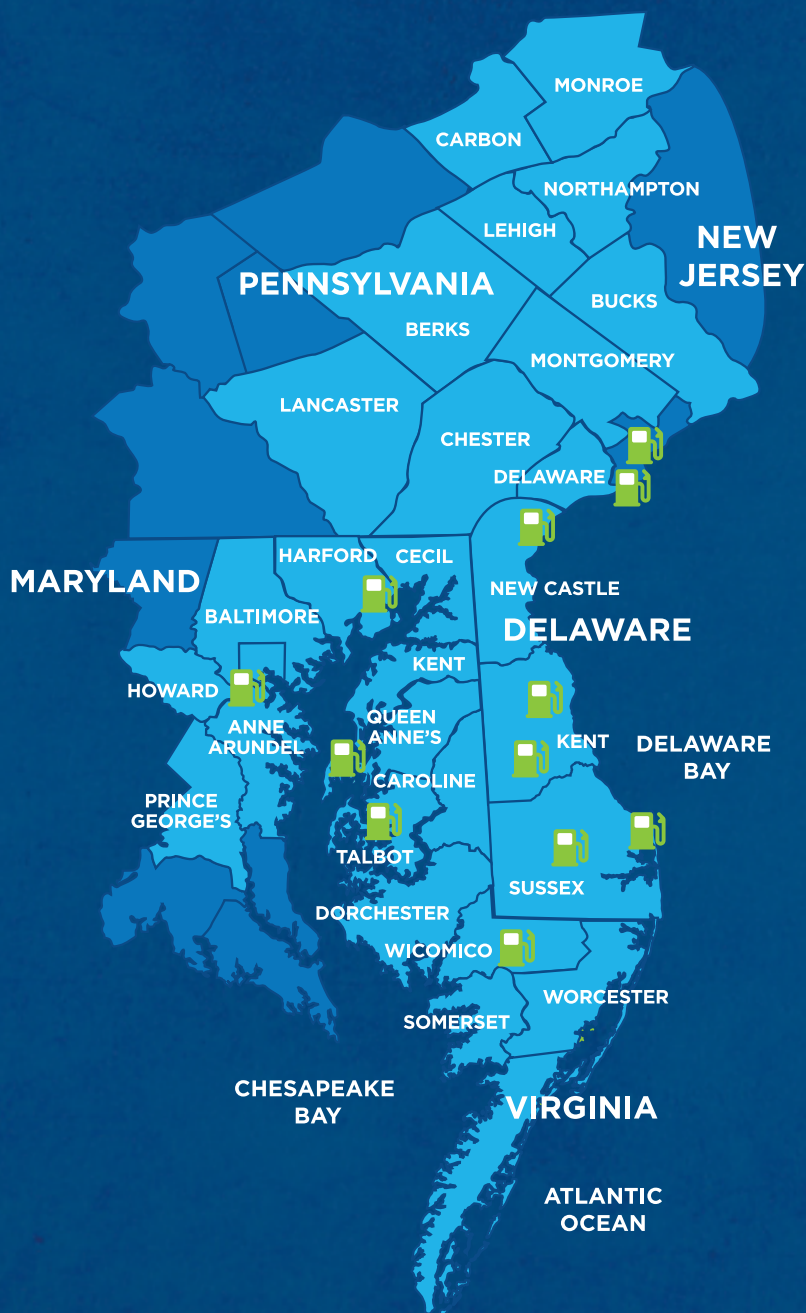 MONROE
CARBON
NORTHAMPTON
LEHIGH
NEW
JERSEY
PENNSYLVANIA
BUCKS
BERKS
MONTGOMERY
LANCASTER
CHESTER
DELAWARE
HARFORD
CECIL
MARYLAND
NEW CASTLE
BALTIMORE
DELAWARE
KENT
HOWARD
QUEEN
ANNE'S
ANNE
ARUNDEL
KENT
DELAWARE
BAY
CAROLINE
PRINCE
GEORGE'S
TALBOT
SUSSEX
DORCHESTER
WICOMICO
WORCESTER
SOMERSET
CHESAPEAKE
BAY
VIRGINIA
ATLANTIC
OCEAN